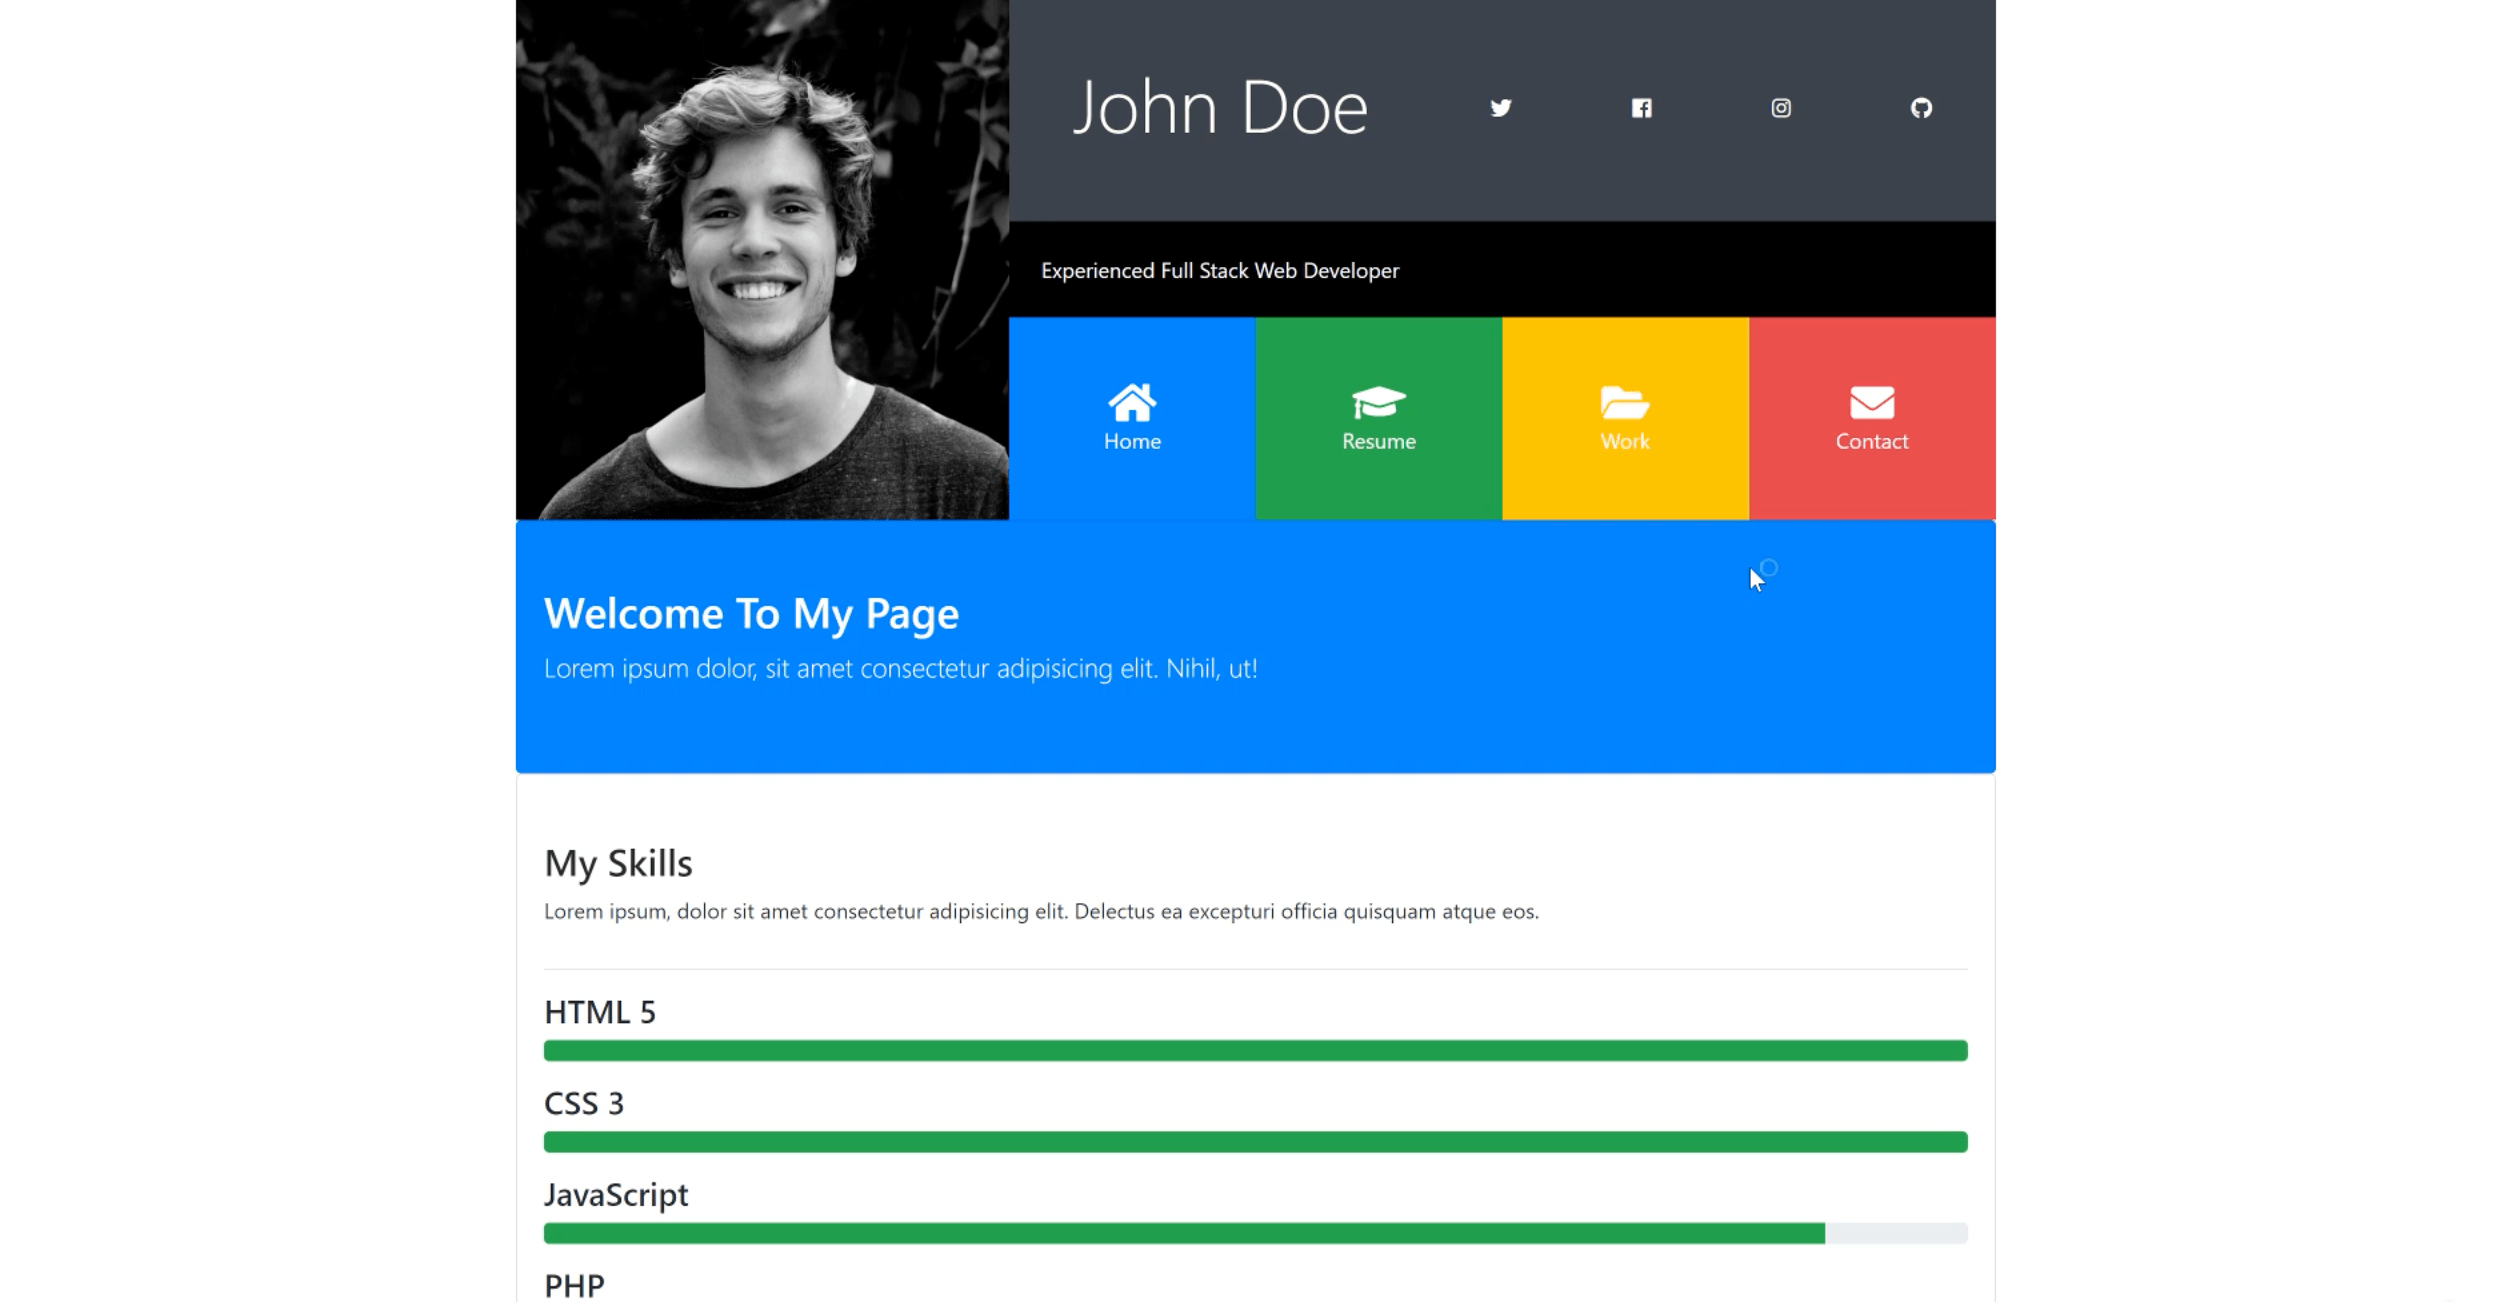 John Doe
Experienced Full Stack Web Developer
Home
Resume
Work
Contact
Welcome To My Page
Lorem ipsum dolor, sit amet consectetur adipisicing elit. Nihil, ut!
My Skills
Lorem ipsum, dolor sit amet consectetur adipisicing elit. Delectus ea excepturi officia quisquam atque eos.
HTML 5
CSS 3
JavaScript
PHP